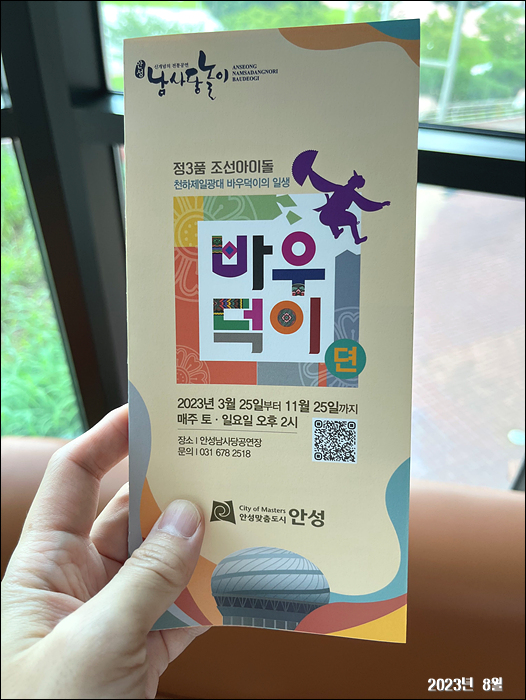 안성
신개념의 전통공연
남사당놀이
ANSEONG
NAMSADANGNORI
BAUDEOGI
정3품 조선아이돌
천하제일광대 바우덕이의 일생
바우
덕이
뎐
2023년 3월 25일부터 11월 25일까지
매주 토·일요일 오후 2시
장소 | 안성남사당공연장
문의 | 031 678 2518
City of Masters
안성맞춤도시 안성
2023년 8월